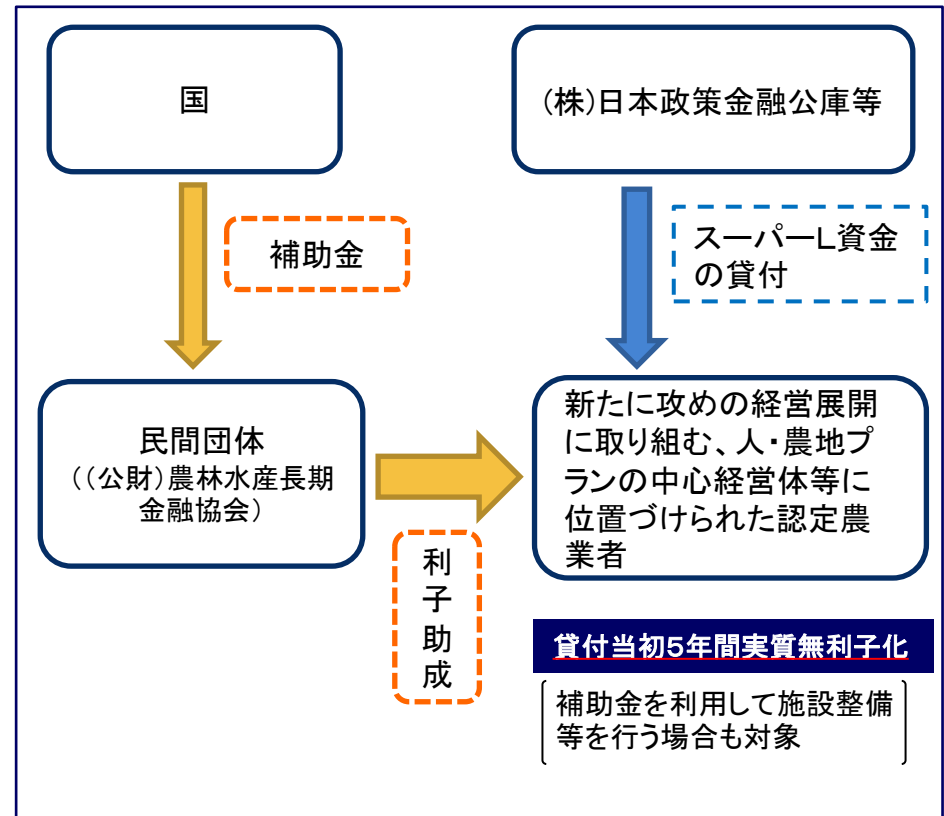 国
(株)日本政策金融公庫等
補助金
スーパーL資金
の貸付
民間団体
((公財)農林水産長期
金融協会)
利
子
助
成
新たに攻めの経営展開
に取り組む、人・農地プ
ランの中心経営体等に
位置づけられた認定農
業者
貸付当初5年間実質無利子化
補助金を利用して施設整備
等を行う場合も対象